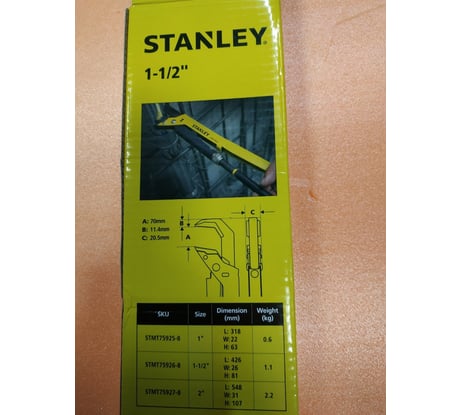 STANLEY®
1-1/2"
STANLEY
A: 70mm
B: 11.4mm
C: 20.5mm
B
A
C
SKU Size Dimension (mm) Weight (kg)
STMT75925-8 1" L: 318 W: 22 H: 63 0.6
STMT75926-8 1-1/2" L: 426 W: 26 H: 81 1.1
STMT75927-8 2" L: 548 W: 31 H: 107 2.2